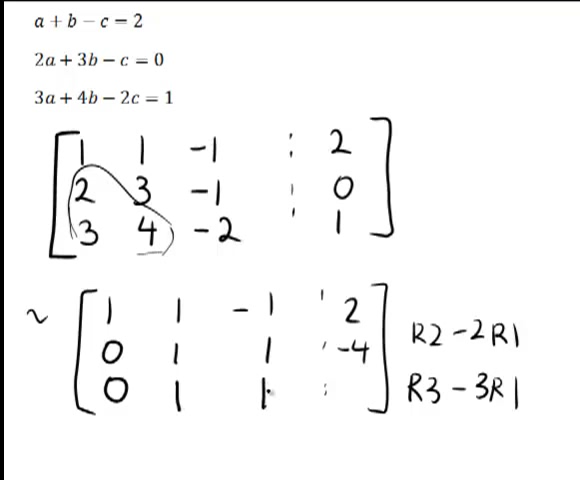 a + b − c = 2
2a + 3b − c = 0
3a + 4b − 2c = 1
[ 1 1 -1 : 2 ]
[ 2 3 -1 : 0 ]
[ 3 4 -2 : 1 ]
~ [ 1 1 -1 : 2 ]
[ 0 1 1 : -4 ] R2 - 2R1
[ 0 1 1 : ] R3 - 3R1